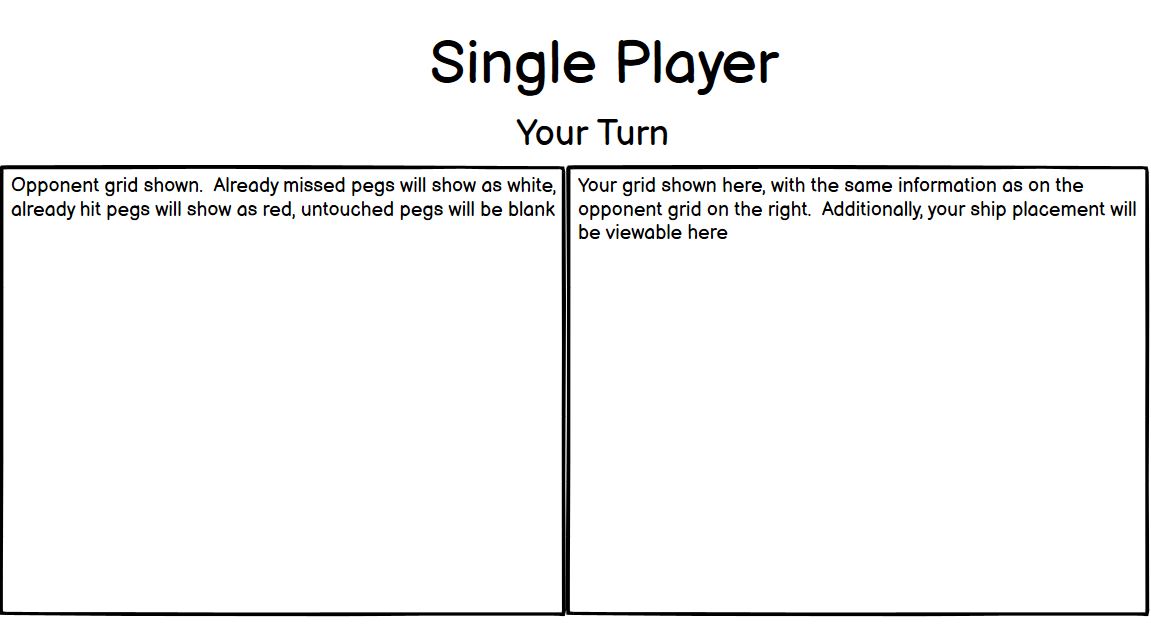 Single Player
Your Turn
Opponent grid shown.  Already missed pegs will show as white,
already hit pegs will show as red, untouched pegs will be blank
Your grid shown here, with the same information as on the
opponent grid on the right.  Additionally, your ship placement will
be viewable here